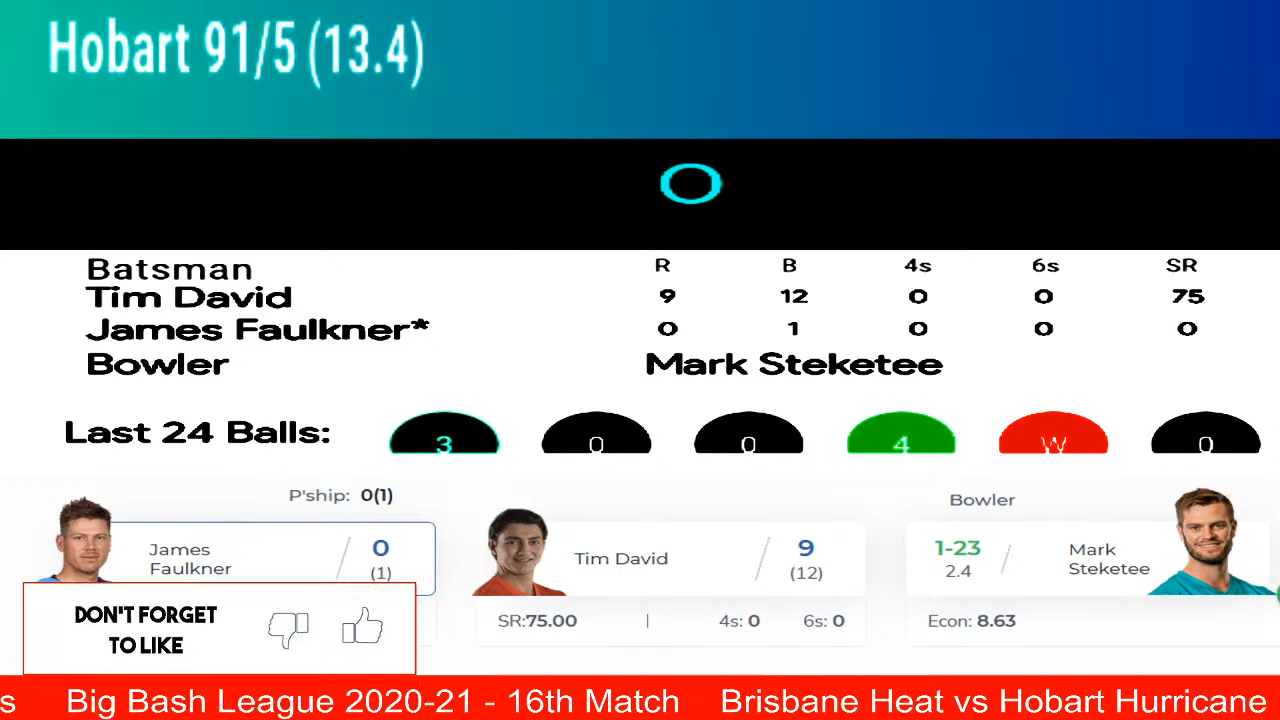 Hobart 91/5 (13.4)
0
Batsman R B 4s 6s SR
Tim David 9 12 0 0 75
James Faulkner* 0 1 0 0 0
Bowler Mark Steketee
Last 24 Balls: 3 0 0 4 W 0
P'ship: 0(1)
Bowler
James Faulkner 0 (1)
Tim David 9 (12)
1-23 2.4 Mark Steketee
SR:75.00 | 4s: 0 6s: 0
Econ: 8.63
DON'T FORGET
TO LIKE
s Big Bash League 2020-21 - 16th Match Brisbane Heat vs Hobart Hurricane